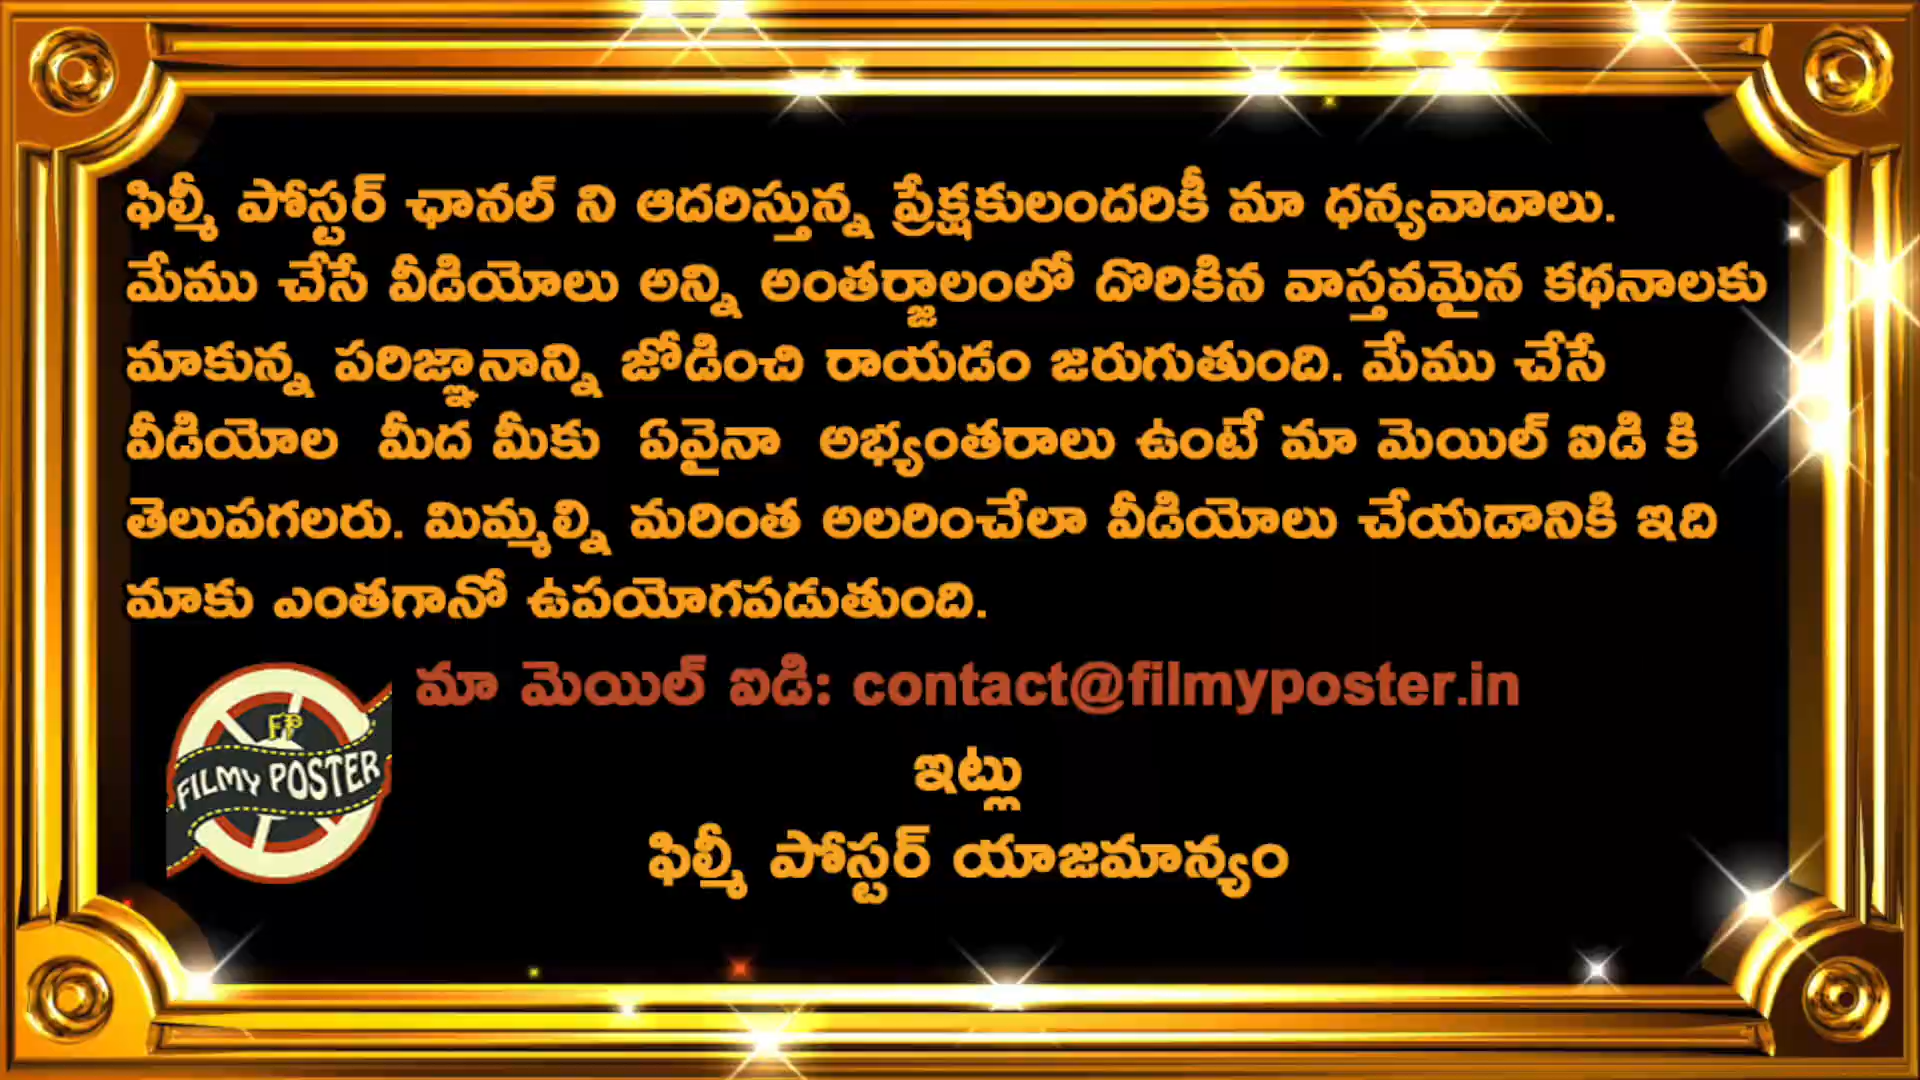 ఫిల్మీ పోస్టర్ ఛానల్ ని ఆదరిస్తున్న ప్రేక్షకులందరికీ మా ధన్యవాదాలు.
మేము చేసే వీడియోలు అన్ని అంతర్జాలంలో దొరికిన వాస్తవమైన కథనాలకు
మాకున్న పరిజ్ఞానాన్ని జోడించి రాయడం జరుగుతుంది. మేము చేసే
వీడియోల మీద మీకు ఏవైనా అభ్యంతరాలు ఉంటే మా మెయిల్ ఐడి కి
తెలుపగలరు. మిమ్మల్ని మరింత అలరించేలా వీడియోలు చేయడానికి ఇది
మాకు ఎంతగానో ఉపయోగపడుతుంది.
మా మెయిల్ ఐడి: contact@filmyposter.in
FP
FILMY POSTER
ఇట్లు
ఫిల్మీ పోస్టర్ యాజమాన్యం